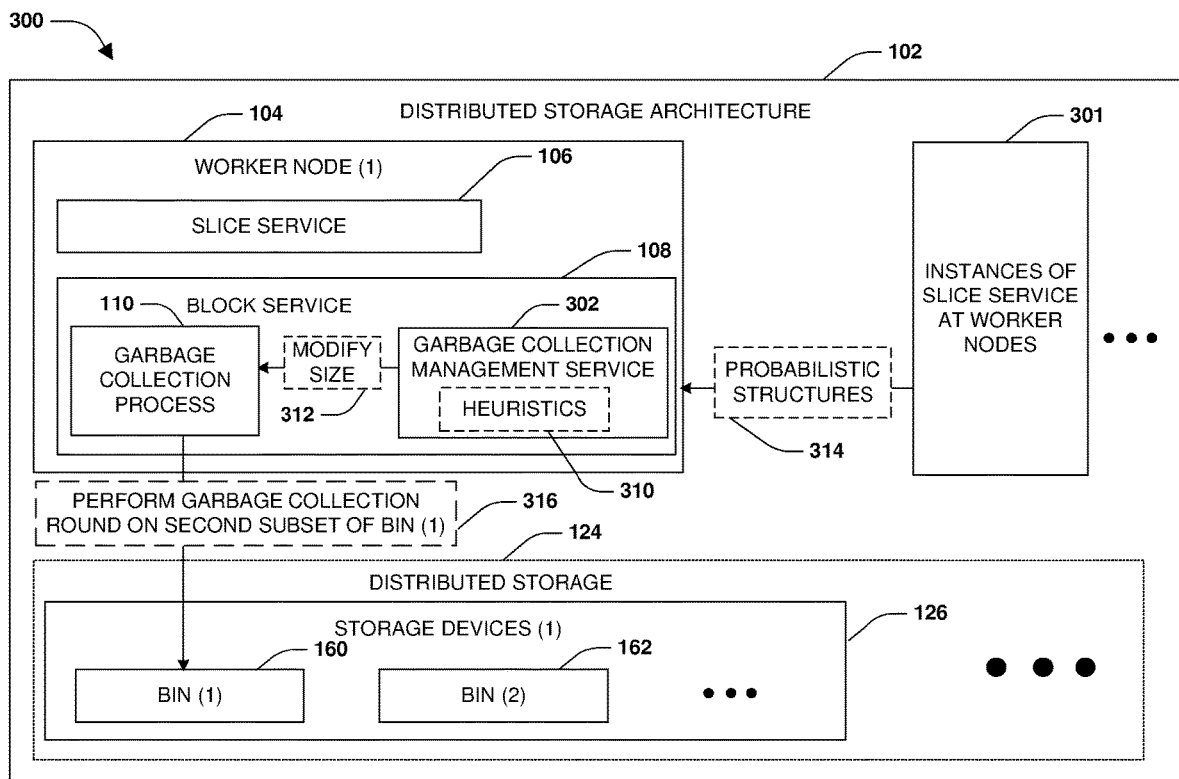 300
102
DISTRIBUTED STORAGE ARCHITECTURE
104
301
WORKER NODE (1)
106
SLICE SERVICE
108
INSTANCES OF
SLICE SERVICE
AT WORKER
NODES
BLOCK SERVICE
110
302
GARBAGE
COLLECTION
PROCESS
MODIFY
SIZE
312
GARBAGE COLLECTION
MANAGEMENT SERVICE
HEURISTICS
310
PROBABILISTIC
STRUCTURES
314
PERFORM GARBAGE COLLECTION
ROUND ON SECOND SUBSET OF BIN (1)
316
124
DISTRIBUTED STORAGE
126
STORAGE DEVICES (1)
160
162
BIN (1)
BIN (2)